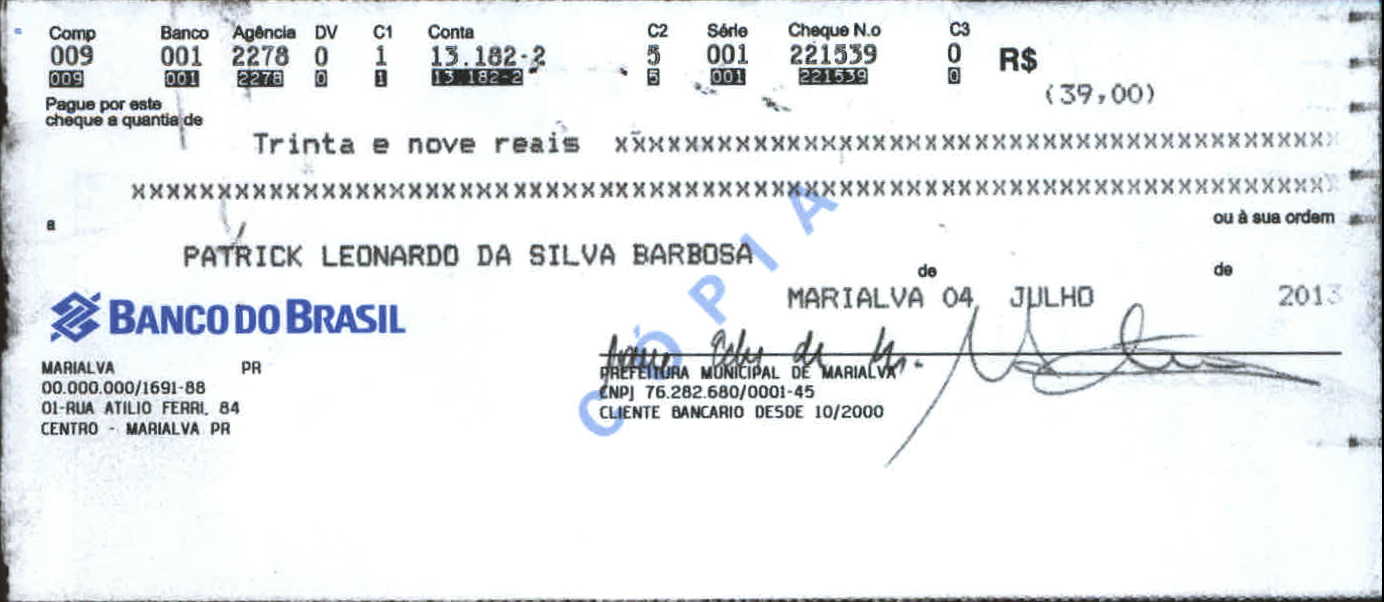 Comp Banco Agência DV C1 Conta C2 Série Cheque N.o C3
009 001 2278 0 1 13.182-2 5 001 221539 0 R$
009 001 2278 0 1 13 182-2 5 001 221539 0
(39,00)
Pague por este
cheque a quantia de
Trinta e nove reais xxxxxxxxxxxxxxxxxxxxxxxxxxxxxxxxxxxxxxxxxxxxxxxxxx
xxxxxxxxxxxxxxxxxxxxxxxxxxxxxxxxxxxxxxxxxxxxxxxxxxxxxxxxxxxxxxxxxxxx
a ou à sua ordem
PATRICK LEONARDO DA SILVA BARBOSA
de de
MARIALVA 04 JULHO 2013
CÓPIA
BANCO DO BRASIL
MARIALVA PR
00.000.000/1691-88
01-RUA ATILIO FERRI, 84
CENTRO - MARIALVA PR
PREFEITURA MUNICIPAL DE MARIALVA
CNPJ 76.282.680/0001-45
CLIENTE BANCARIO DESDE 10/2000